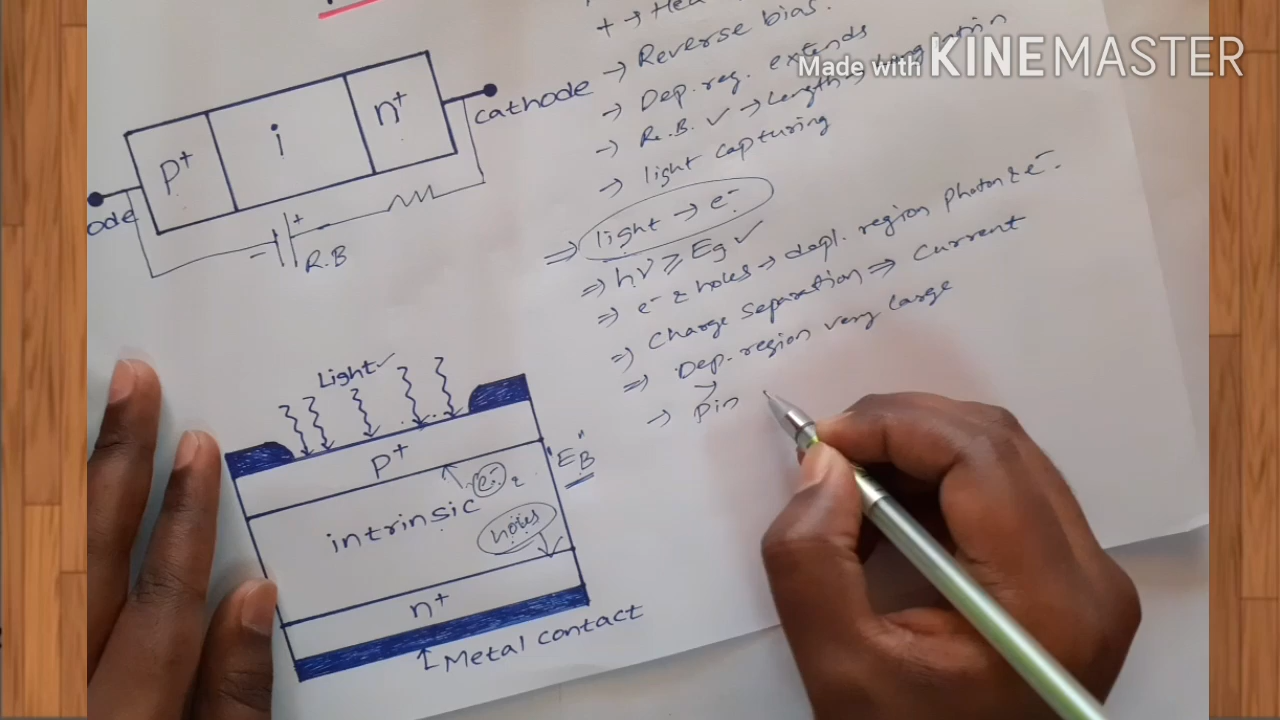 Made with KINEMASTER
p+ i n+
cathode
ode
+
-
R.B
Light✓
p+
EB
intrinsic e- &
holes
n+
Metal contact
+ → Hea
→ Reverse bias.
→ Dep. reg. extends
→ R.B. ✓ → Length →
→ light capturing
⇒ light → e-
⇒ hν ≥ Eg ✓
⇒ e- & holes → depl. region photon & e-.
⇒ Charge separation ⇒ current
⇒ Dep. region very large
→ Pin